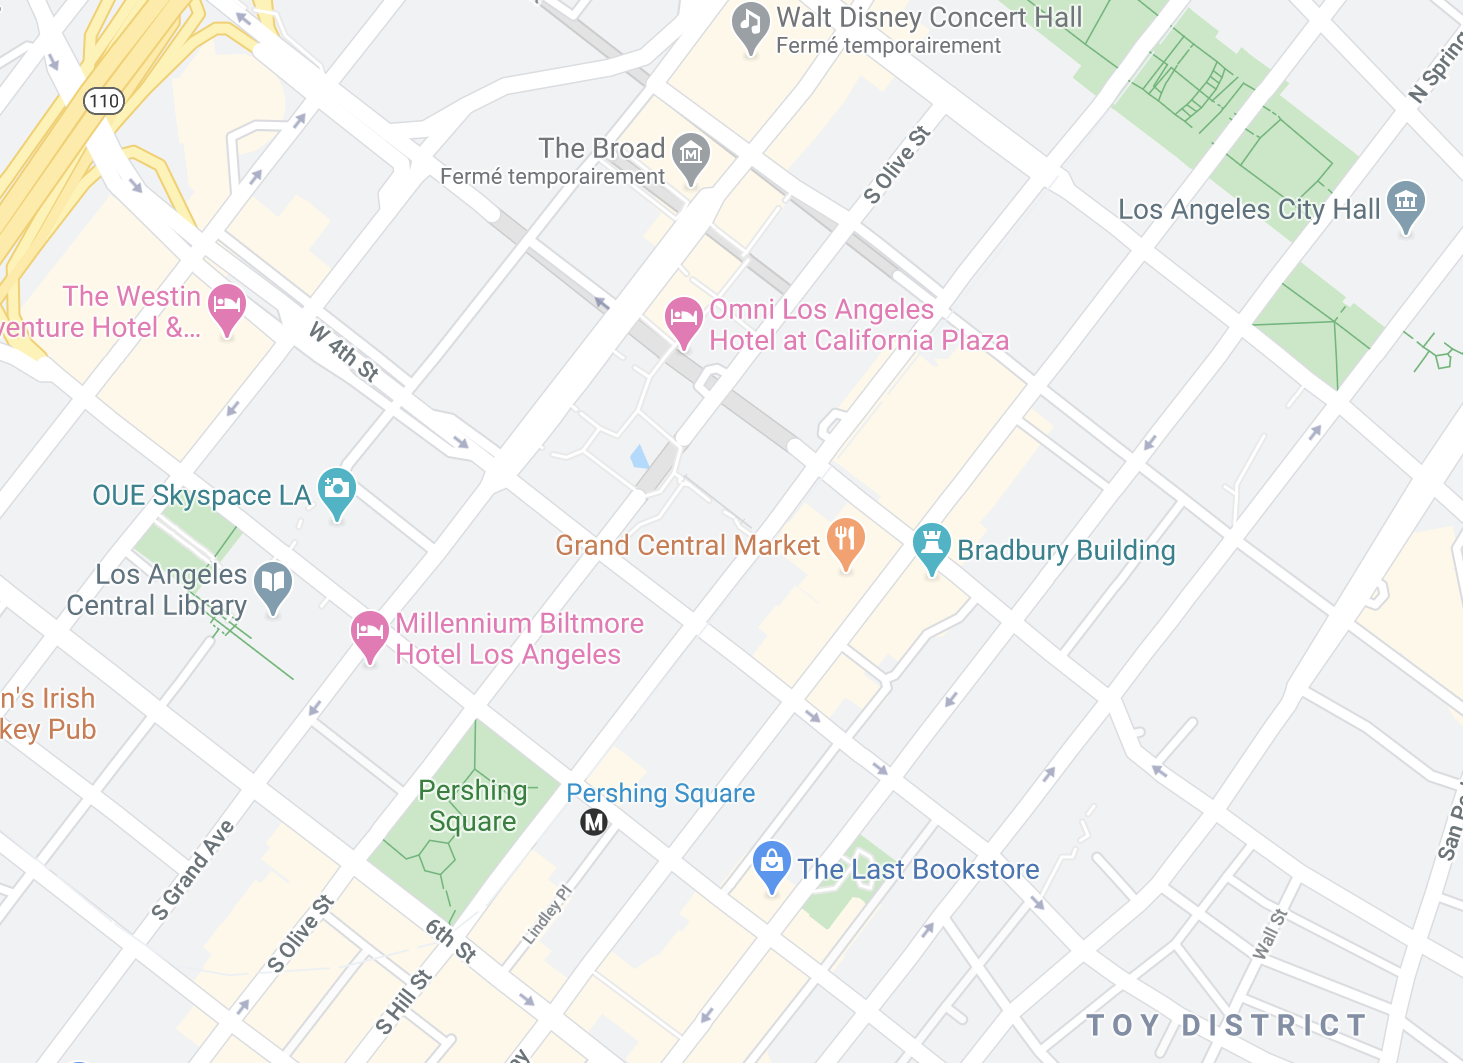 Walt Disney Concert Hall
Fermé temporairement
N Spring
110
The Broad
Fermé temporairement
S Olive St
Los Angeles City Hall
The Westin
venture Hotel &...
Omni Los Angeles
Hotel at California Plaza
W 4th St
OUE Skyspace LA
Grand Central Market
Bradbury Building
Los Angeles
Central Library
Millennium Biltmore
Hotel Los Angeles
n's Irish
key Pub
Pershing
Square
Pershing Square
M
San Pe
S Grand Ave
The Last Bookstore
Lindley Pl
S Olive St
6th St
Wall St
S Hill St
TOY DISTRICT